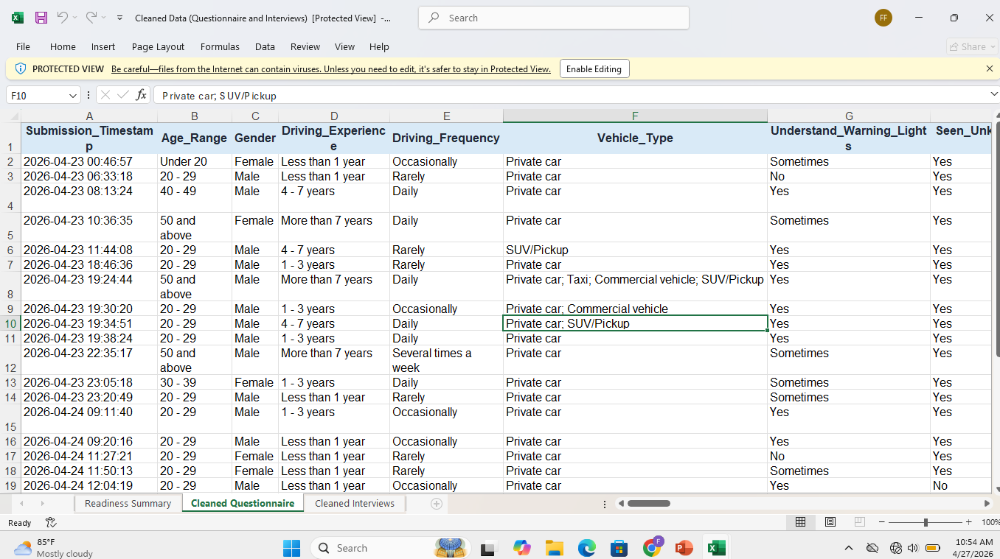 Cleaned Data (Questionnaire and Interviews) [Protected View] -...
Search
FF
File Home Insert Page Layout Formulas Data Review View Help
Share
PROTECTED VIEW Be careful—files from the Internet can contain viruses. Unless you need to edit, it's safer to stay in Protected View. Enable Editing
F10 fx Private car; SUV/Pickup
A B C D E F G
1 Submission_Timestamp Age_Range Gender Driving_Experience Driving_Frequency Vehicle_Type Understand_Warning_Lights Seen_Unk
2 2026-04-23 00:46:57 Under 20 Female Less than 1 year Occasionally Private car Sometimes Yes
3 2026-04-23 06:33:18 20 - 29 Male Less than 1 year Rarely Private car No Yes
4 2026-04-23 08:13:24 40 - 49 Male 4 - 7 years Daily Private car Yes Yes
5 2026-04-23 10:36:35 50 and above Female More than 7 years Daily Private car Sometimes Yes
6 2026-04-23 11:44:08 20 - 29 Male 4 - 7 years Rarely SUV/Pickup Yes Yes
7 2026-04-23 18:46:36 20 - 29 Male 1 - 3 years Rarely Private car Yes Yes
8 2026-04-23 19:24:44 50 and above Male More than 7 years Daily Private car; Taxi; Commercial vehicle; SUV/Pickup Yes Yes
9 2026-04-23 19:30:20 20 - 29 Male 1 - 3 years Occasionally Private car; Commercial vehicle Yes Yes
10 2026-04-23 19:34:51 20 - 29 Male 4 - 7 years Daily Private car; SUV/Pickup Yes Yes
11 2026-04-23 19:38:24 20 - 29 Male 1 - 3 years Daily Private car Yes Yes
12 2026-04-23 22:35:17 50 and above Male More than 7 years Several times a week Private car Sometimes Yes
13 2026-04-23 23:05:18 30 - 39 Female 1 - 3 years Daily Private car Sometimes Yes
14 2026-04-23 23:20:49 20 - 29 Male Less than 1 year Rarely Private car Sometimes Yes
15 2026-04-24 09:11:40 20 - 29 Male 1 - 3 years Occasionally Private car Yes Yes
16 2026-04-24 09:20:16 20 - 29 Male Less than 1 year Occasionally Private car Yes Yes
17 2026-04-24 11:27:21 20 - 29 Female Less than 1 year Rarely Private car No Yes
18 2026-04-24 11:50:13 20 - 29 Female Less than 1 year Rarely Private car Sometimes Yes
19 2026-04-24 12:04:19 20 - 29 Male Less than 1 year Occasionally Private car Yes No
Readiness Summary Cleaned Questionnaire Cleaned Interviews
Ready 100%
85°F
Mostly cloudy
Search
F
10:54 AM
4/27/2026